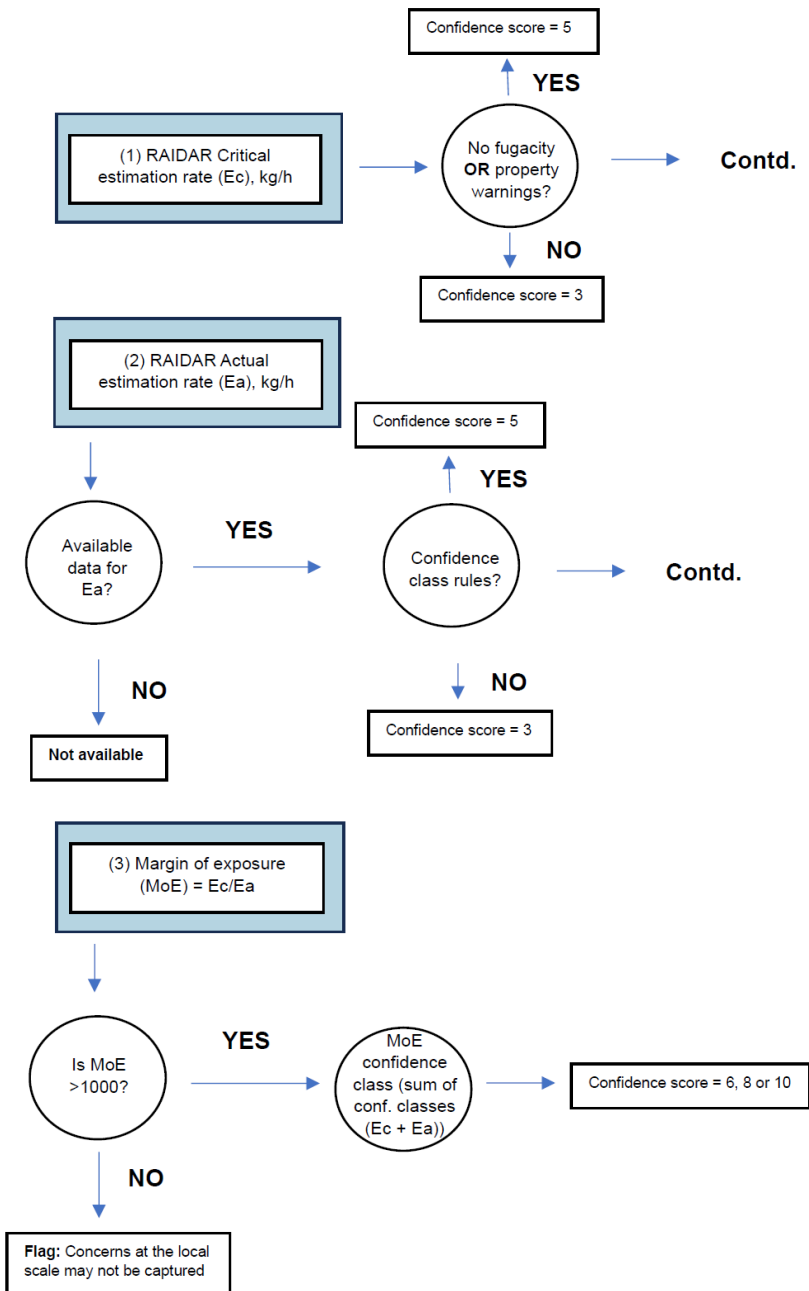 Confidence score = 5
YES
(1) RAIDAR Critical
estimation rate (Ec), kg/h
No fugacity
OR property
warnings?
Contd.
NO
Confidence score = 3
(2) RAIDAR Actual
estimation rate (Ea), kg/h
Confidence score = 5
YES
Available
data for
Ea?
YES
Confidence
class rules?
Contd.
NO
Not available
NO
Confidence score = 3
(3) Margin of exposure
(MoE) = Ec/Ea
Is MoE
>1000?
YES
MoE
confidence
class (sum of
conf. classes
(Ec + Ea))
Confidence score = 6, 8 or 10
NO
Flag: Concerns at the local
scale may not be captured